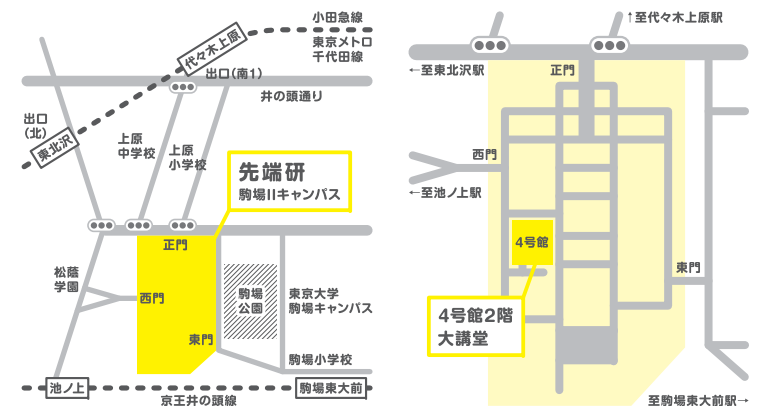 小田急線
東京メトロ
千代田線
代々木上原
出口(南1)
井の頭通り
出口
(北)
東北沢
上原
中学校
上原
小学校
先端研
駒場IIキャンパス
正門
松蔭
学園
西門
駒場
公園
東京大学
駒場キャンパス
東門
駒場小学校
池ノ上
駒場東大前
京王井の頭線
↑至代々木上原駅
←至東北沢駅
正門
西門
←至池ノ上駅
4号館
東門
4号館2階
大講堂
至駒場東大前駅→